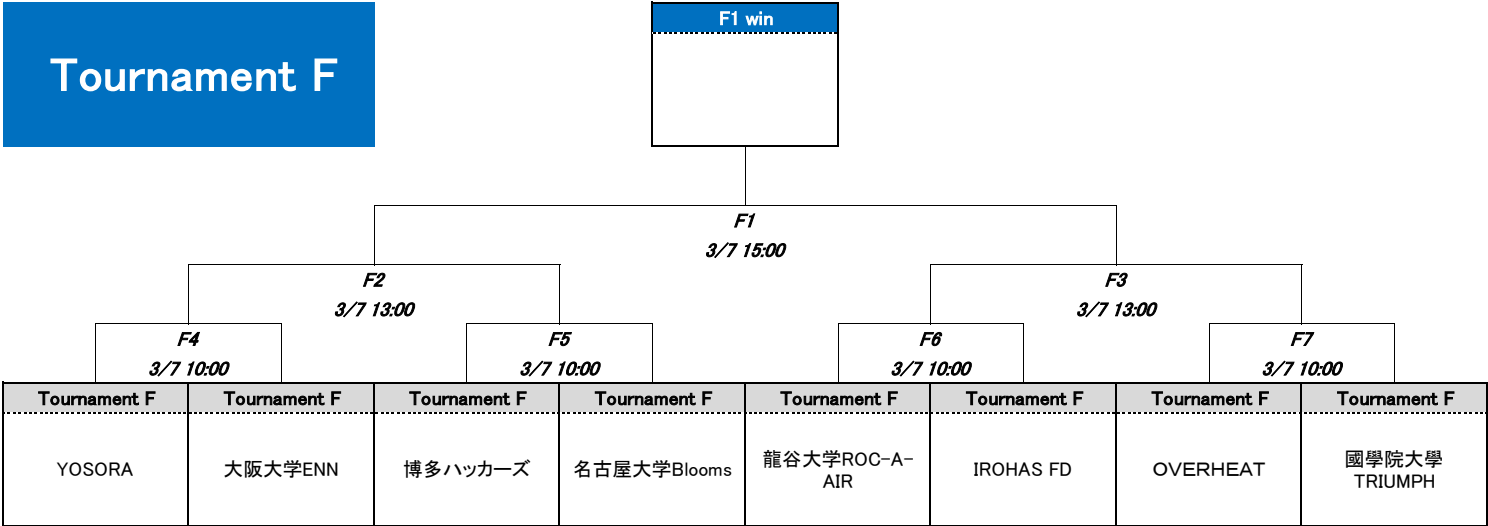 Tournament F
F1 win
F1
3/7 15:00
F2
3/7 13:00
F3
3/7 13:00
F4
3/7 10:00
F5
3/7 10:00
F6
3/7 10:00
F7
3/7 10:00
Tournament F
Tournament F
Tournament F
Tournament F
Tournament F
Tournament F
Tournament F
Tournament F
YOSORA
大阪大学ENN
博多ハッカーズ
名古屋大学Blooms
龍谷大学ROC-A-
AIR
IROHAS FD
OVERHEAT
國學院大學
TRIUMPH